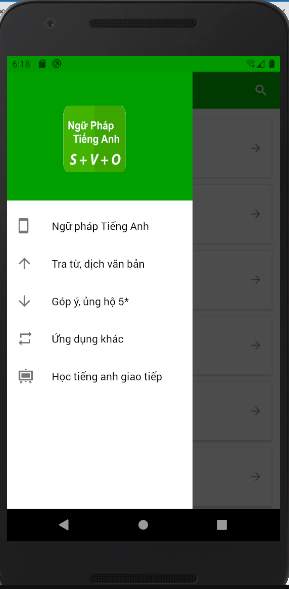 6:18
Ngữ Pháp
Tiếng Anh
S + V + O
Ngữ pháp Tiếng Anh
Tra từ, dịch văn bản
Góp ý, ủng hộ 5*
Ứng dụng khác
Học tiếng anh giao tiếp